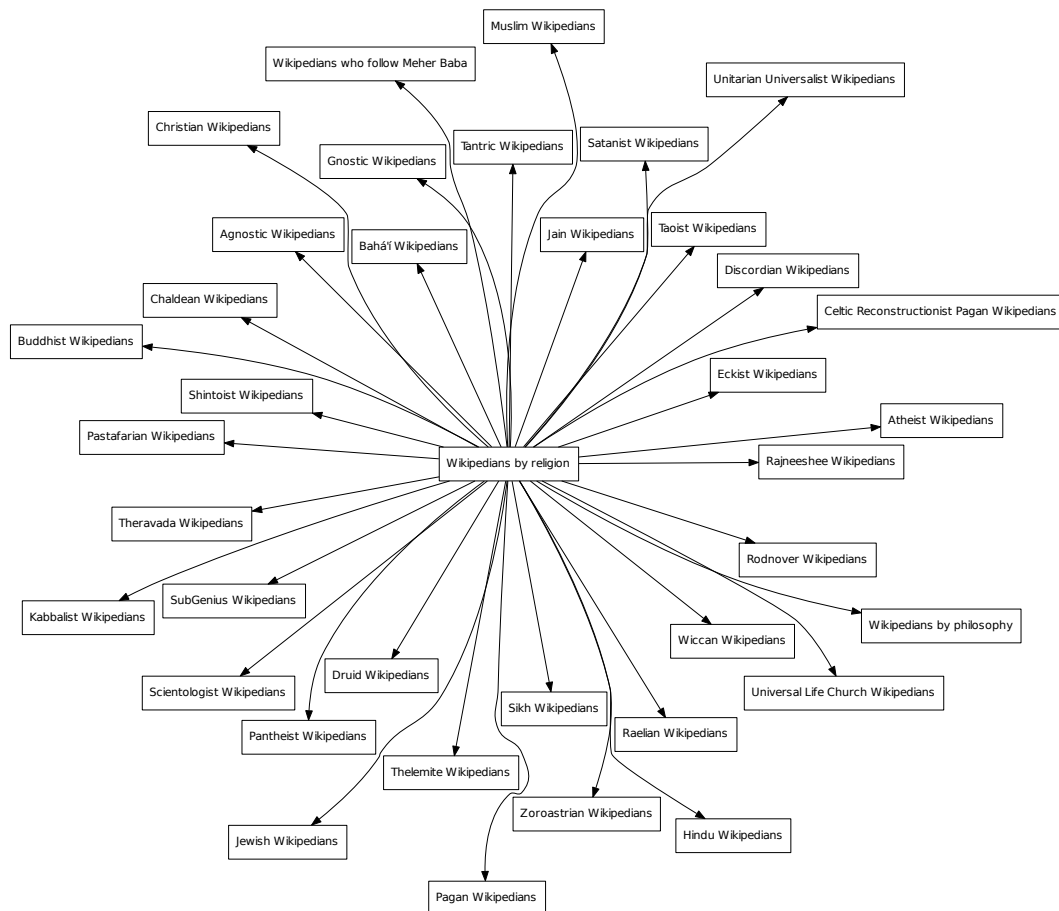 Muslim Wikipedians
Wikipedians who follow Meher Baba
Unitarian Universalist Wikipedians
Christian Wikipedians
Tantric Wikipedians
Satanist Wikipedians
Gnostic Wikipedians
Agnostic Wikipedians
Bahá'í Wikipedians
Jain Wikipedians
Taoist Wikipedians
Discordian Wikipedians
Chaldean Wikipedians
Celtic Reconstructionist Pagan Wikipedians
Buddhist Wikipedians
Eckist Wikipedians
Shintoist Wikipedians
Atheist Wikipedians
Pastafarian Wikipedians
Wikipedians by religion
Rajneeshee Wikipedians
Theravada Wikipedians
Rodnover Wikipedians
SubGenius Wikipedians
Kabbalist Wikipedians
Wikipedians by philosophy
Wiccan Wikipedians
Druid Wikipedians
Scientologist Wikipedians
Universal Life Church Wikipedians
Sikh Wikipedians
Pantheist Wikipedians
Raelian Wikipedians
Thelemite Wikipedians
Zoroastrian Wikipedians
Jewish Wikipedians
Hindu Wikipedians
Pagan Wikipedians